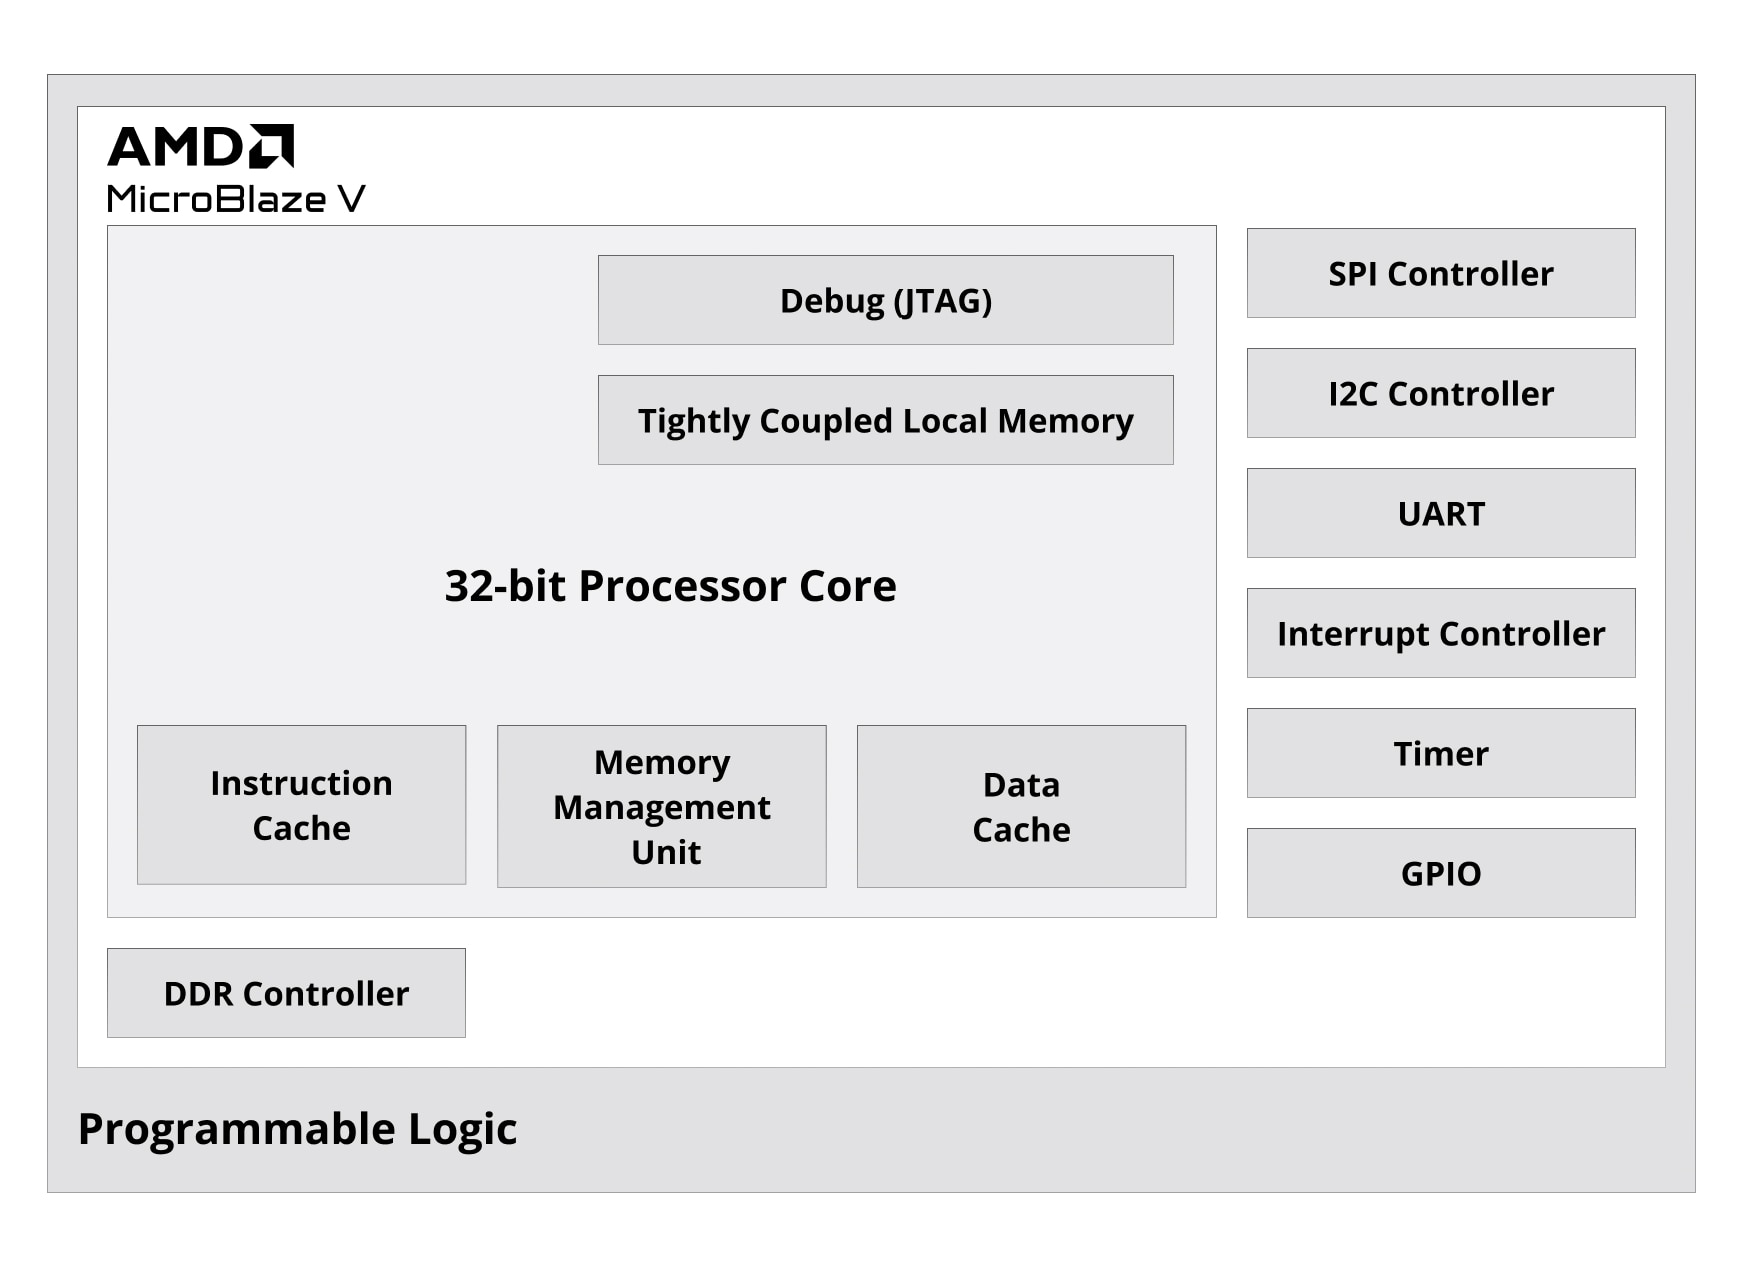 AMD
MicroBlaze V
Debug (JTAG)
Tightly Coupled Local Memory
32-bit Processor Core
Instruction
Cache
Memory
Management
Unit
Data
Cache
SPI Controller
I2C Controller
UART
Interrupt Controller
Timer
GPIO
DDR Controller
Programmable Logic